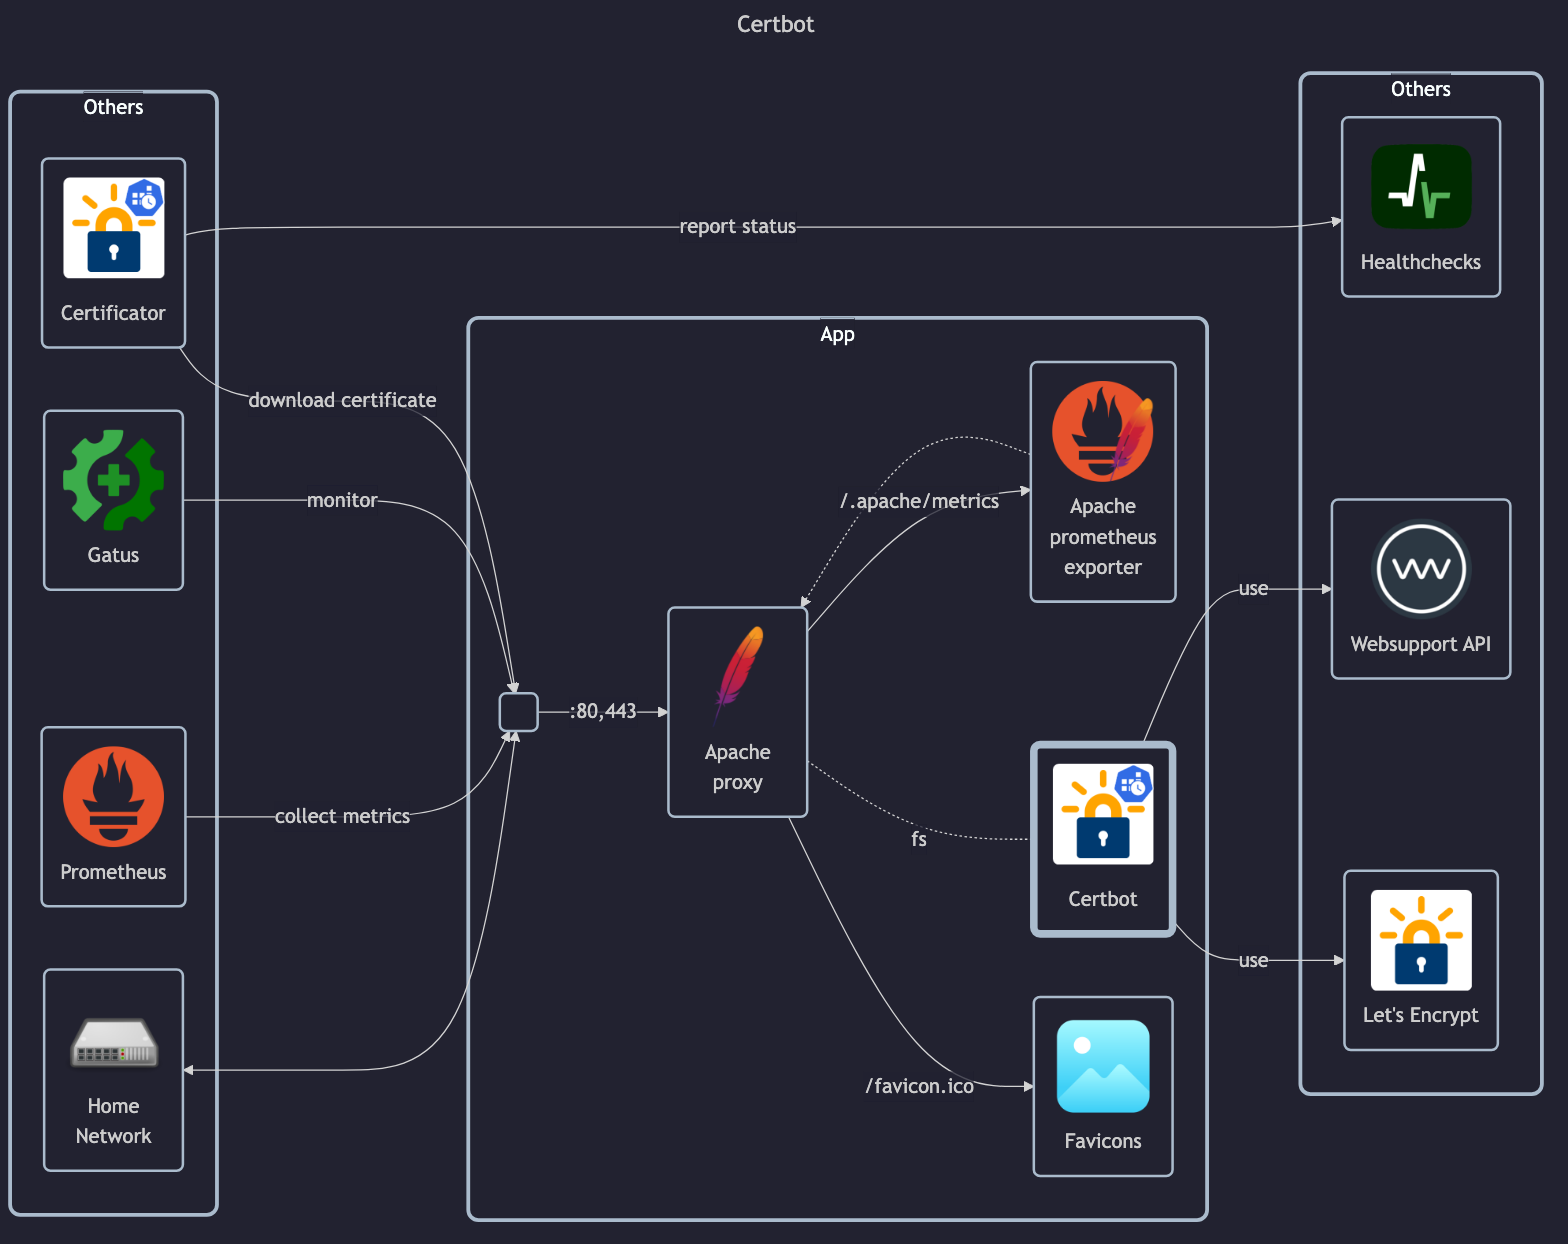 Certbot
Others
Certificator
Gatus
Prometheus
Home
Network
report status
download certificate
monitor
collect metrics
App
:80,443
Apache
proxy
/.apache/metrics
fs
/favicon.ico
Apache
prometheus
exporter
Certbot
Favicons
use
use
Others
Healthchecks
Websupport API
Let's Encrypt